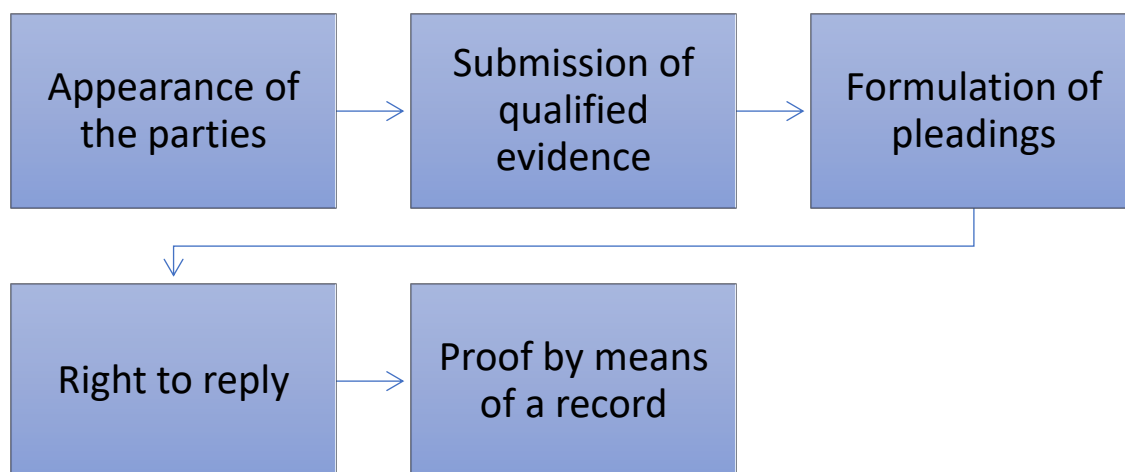 Appearance of
the parties
Submission of
qualified
evidence
Formulation of
pleadings
Right to reply
Proof by means
of a record